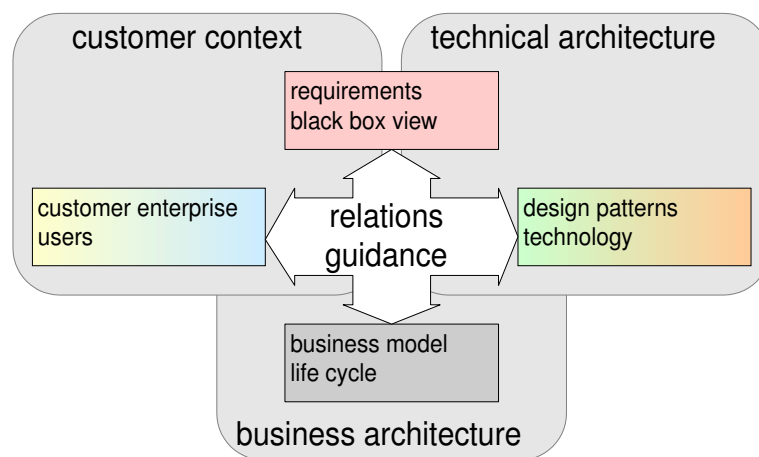 customer context
technical architecture
requirements
black box view
customer enterprise
users
relations
guidance
design patterns
technology
business model
life cycle
business architecture